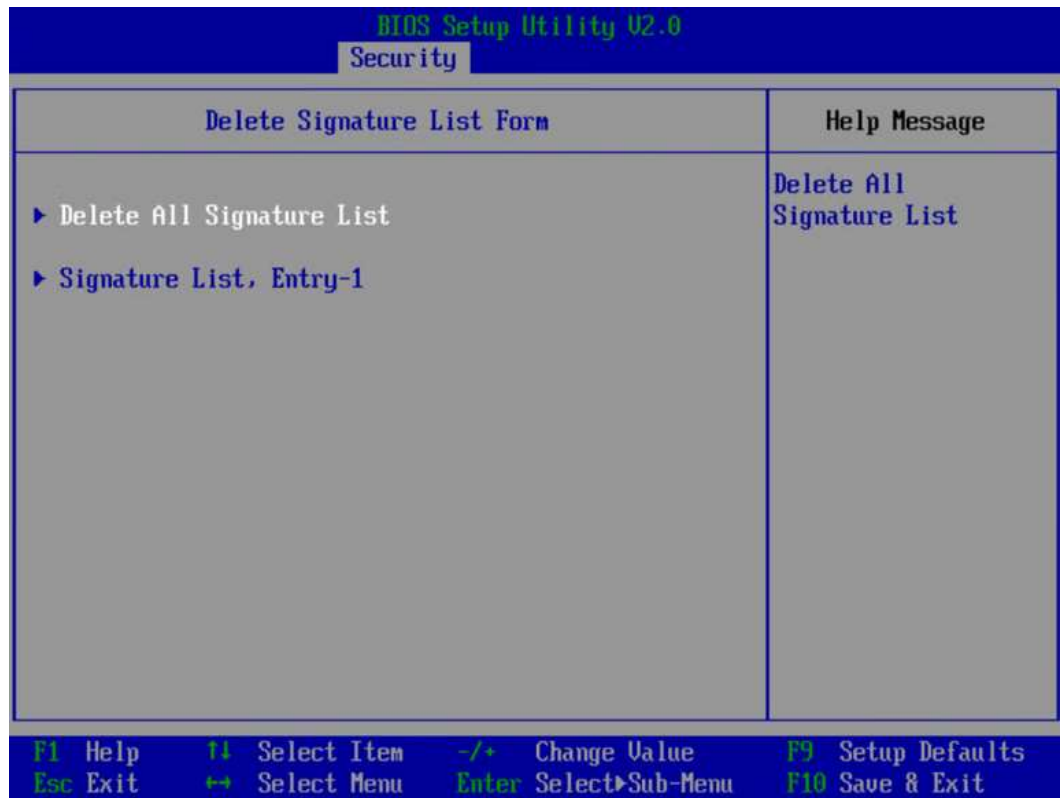 BIOS Setup Utility V2.0
Security
Delete Signature List Form
Help Message
▶ Delete All Signature List
▶ Signature List, Entry-1
Delete All
Signature List
F1 Help ↑↓ Select Item -/+ Change Value F9 Setup Defaults
Esc Exit ←→ Select Menu Enter Select▶Sub-Menu F10 Save & Exit